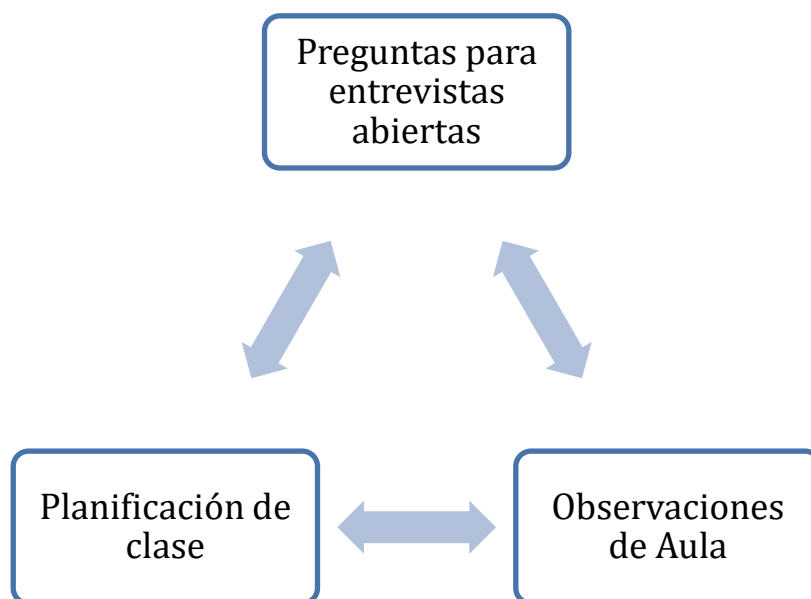 Preguntas para
entrevistas
abiertas
Planificación de
clase
Observaciones
de Aula